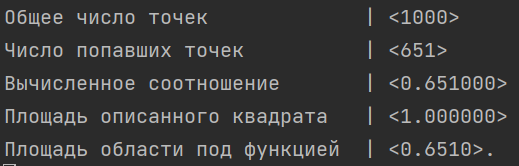 Общее число точек | <1000>
Число попавших точек | <651>
Вычисленное соотношение | <0.651000>
Площадь описанного квадрата | <1.000000>
Площадь области под функцией | <0.6510>.